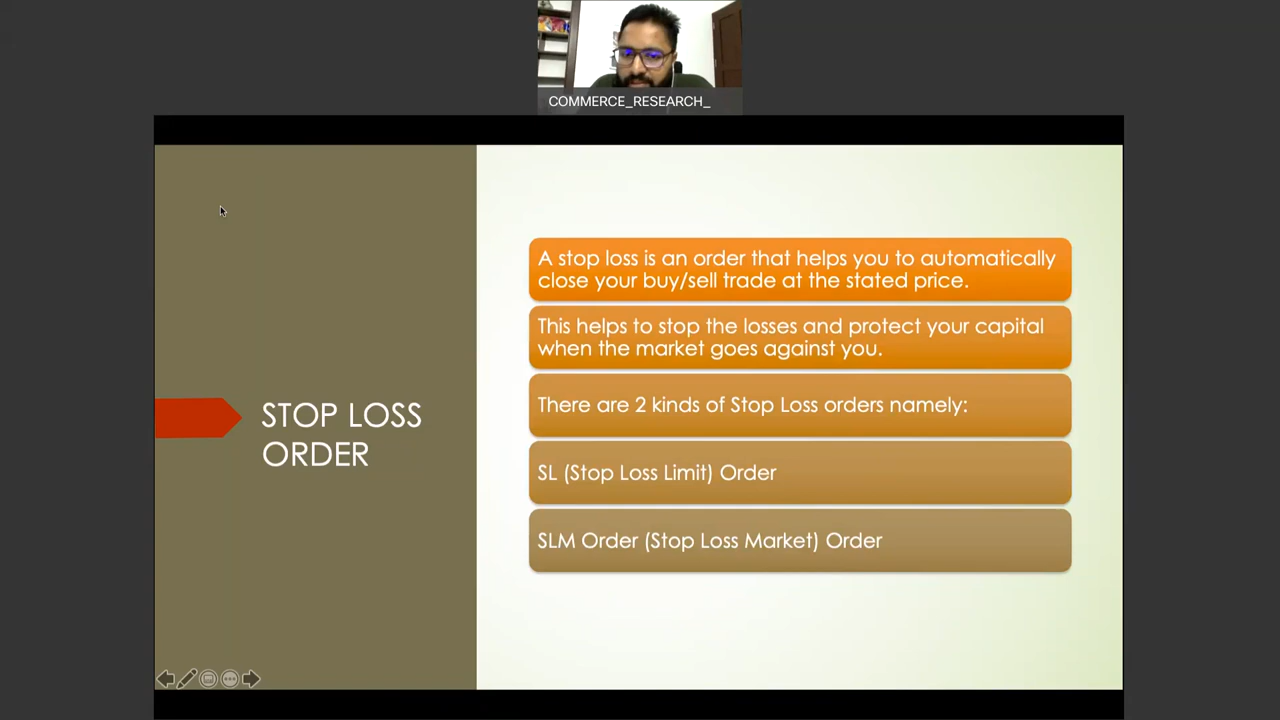 COMMERCE_RESEARCH_
STOP LOSS
ORDER
A stop loss is an order that helps you to automatically
close your buy/sell trade at the stated price.
This helps to stop the losses and protect your capital
when the market goes against you.
There are 2 kinds of Stop Loss orders namely:
SL (Stop Loss Limit) Order
SLM Order (Stop Loss Market) Order